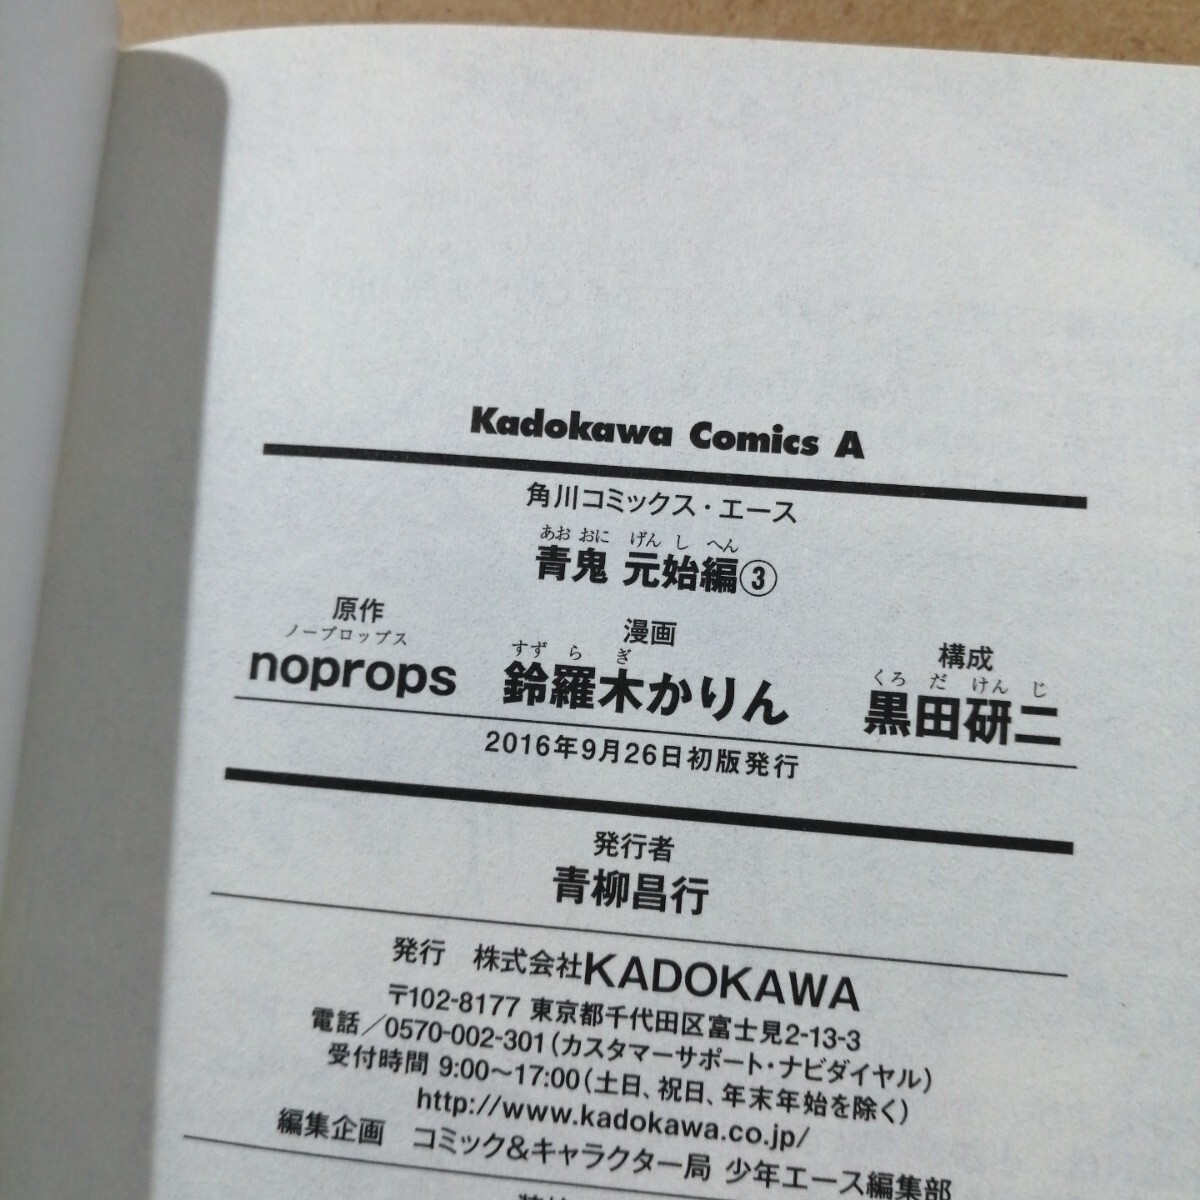 Kadokawa Comics A
角川コミックス・エース
あお おに げん し へん
青鬼 元始編③
原作 漫画 構成
ノープロップス すず ら ぎ くろ だ けん じ
noprops 鈴羅木かりん 黒田研二
2016年9月26日初版発行
発行者
青柳昌行
発行 株式会社KADOKAWA
〒102-8177 東京都千代田区富士見2-13-3
電話/0570-002-301(カスタマーサポート・ナビダイヤル)
受付時間 9:00〜17:00(土日、祝日、年末年始を除く)
http://www.kadokawa.co.jp/
編集企画 コミック&キャラクター局 少年エース編集部